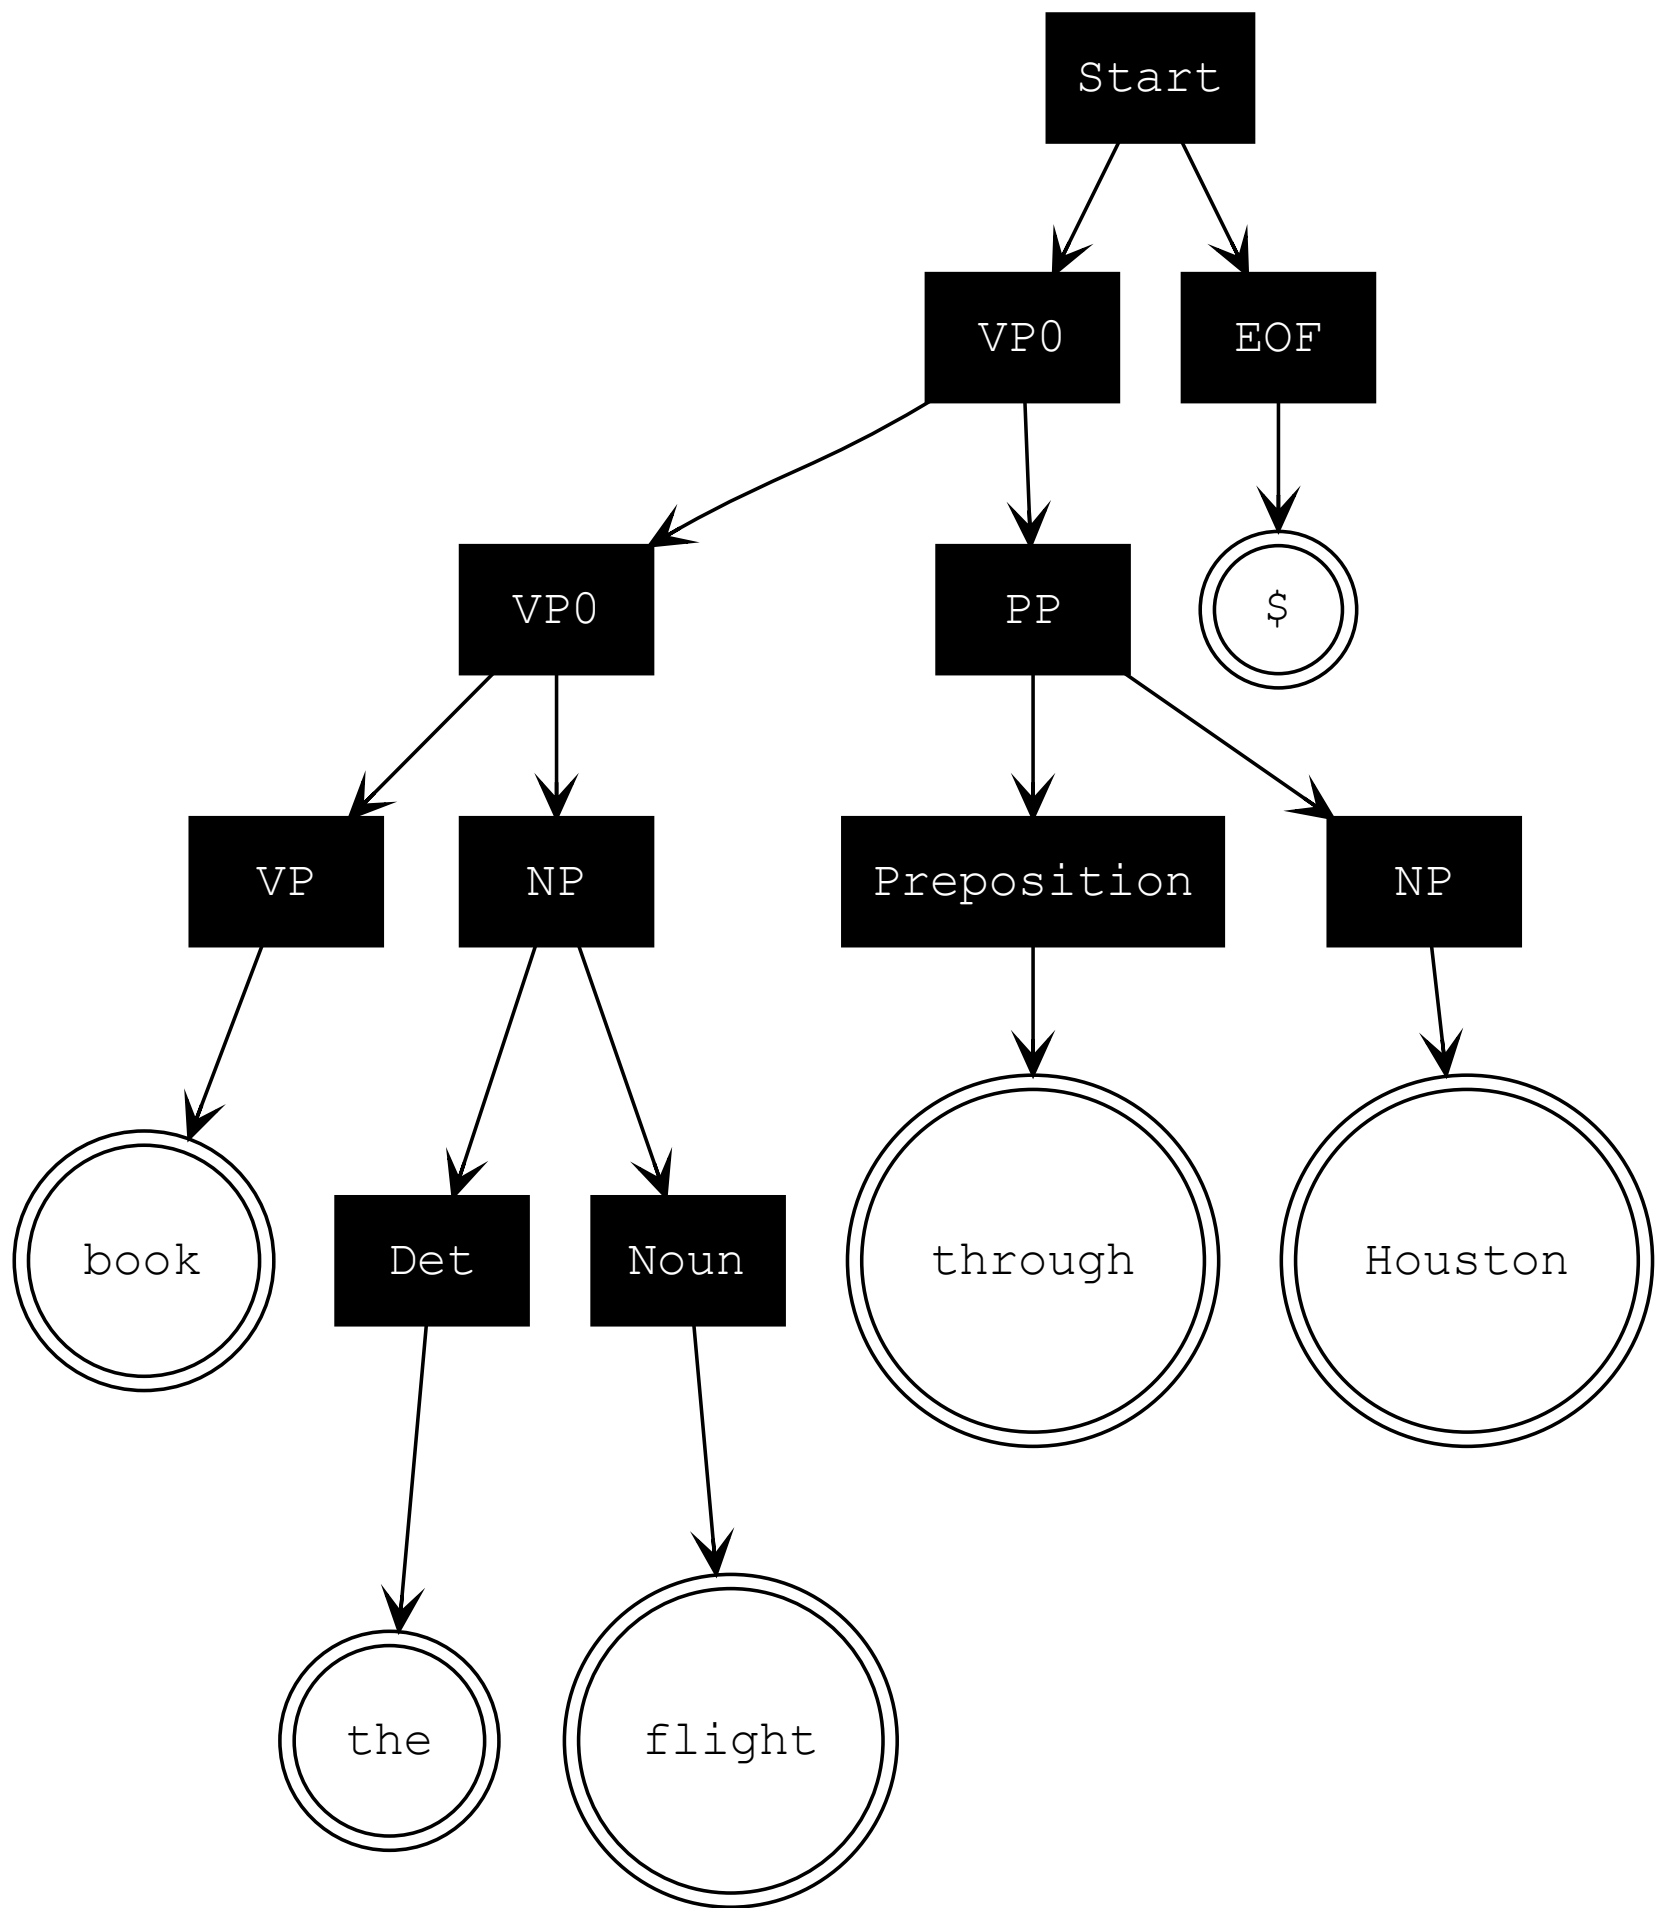 Start
VP0 EOF
VP0 PP $
VP NP Preposition NP
book Det Noun through Houston
the flight